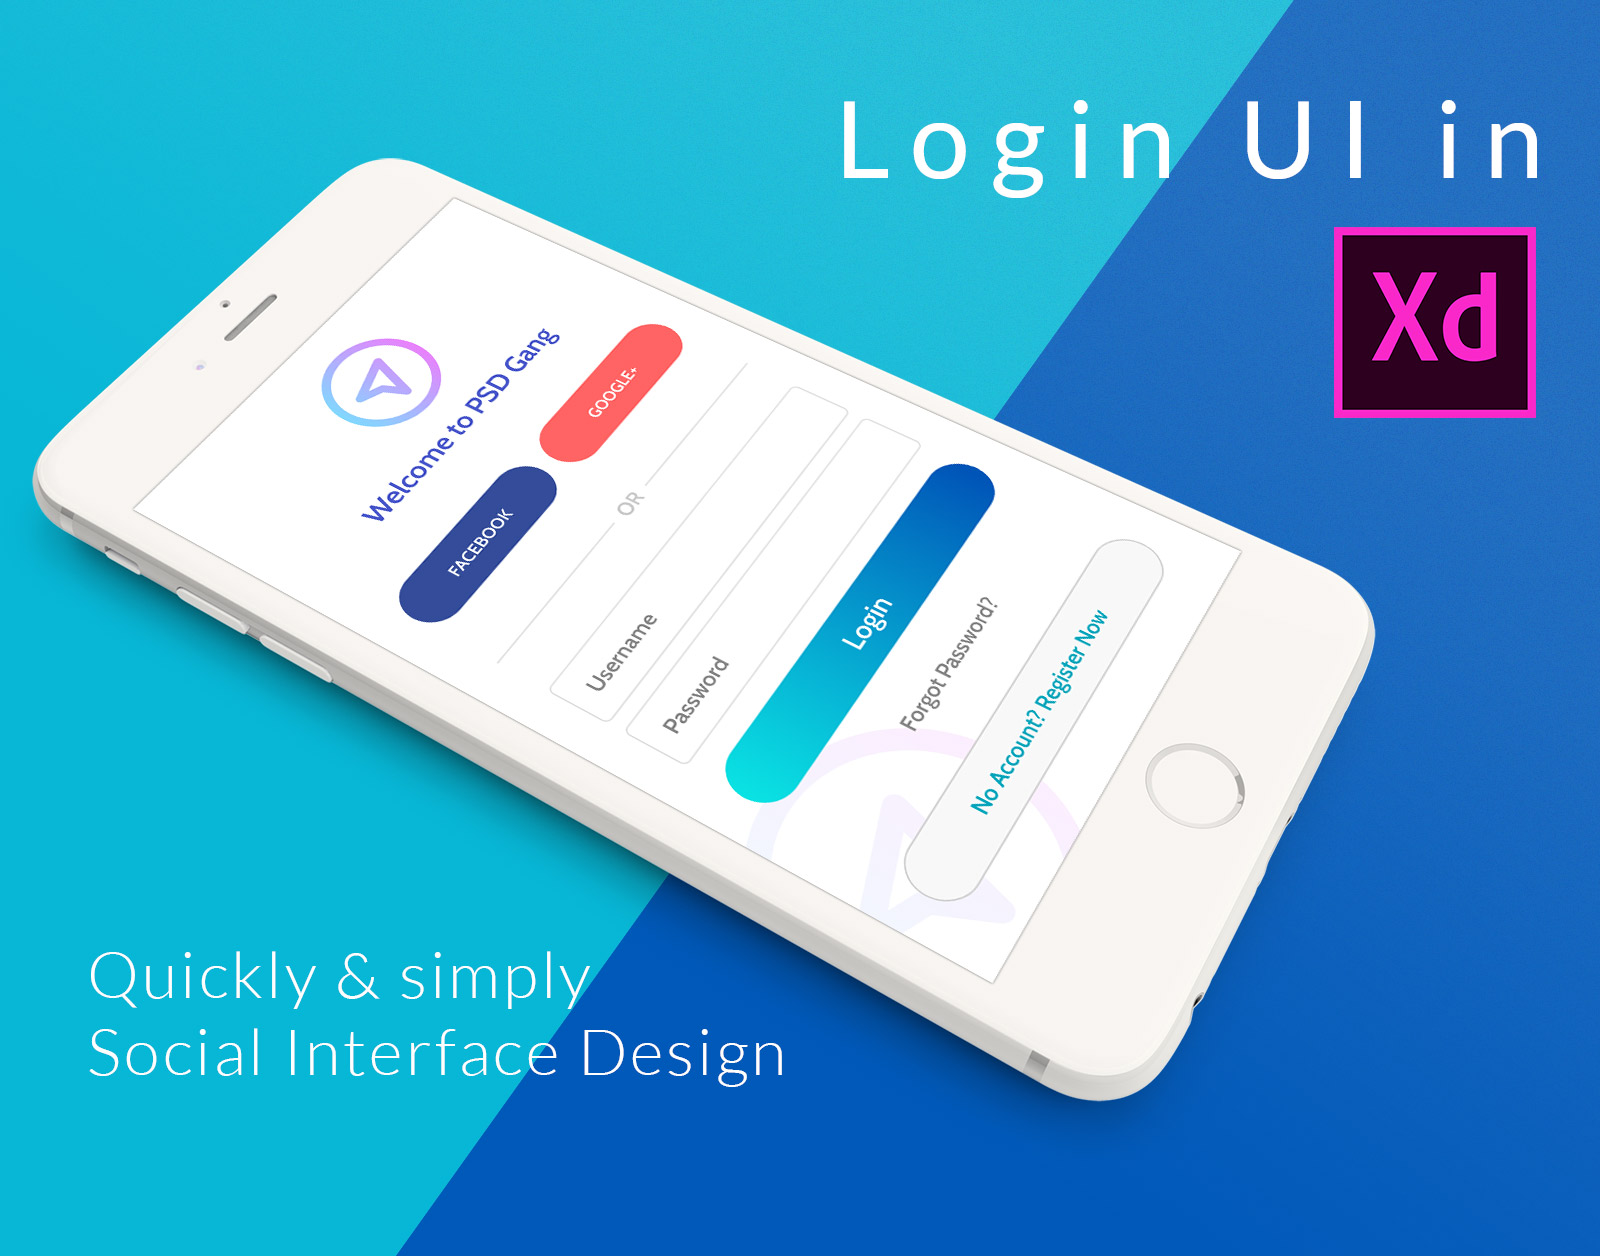 Login UI in
Xd
Welcome to PSD Gang
FACEBOOK
GOOGLE+
OR
Username
Password
Login
Forgot Password?
No Account? Register Now
Quickly & simply
Social Interface Design